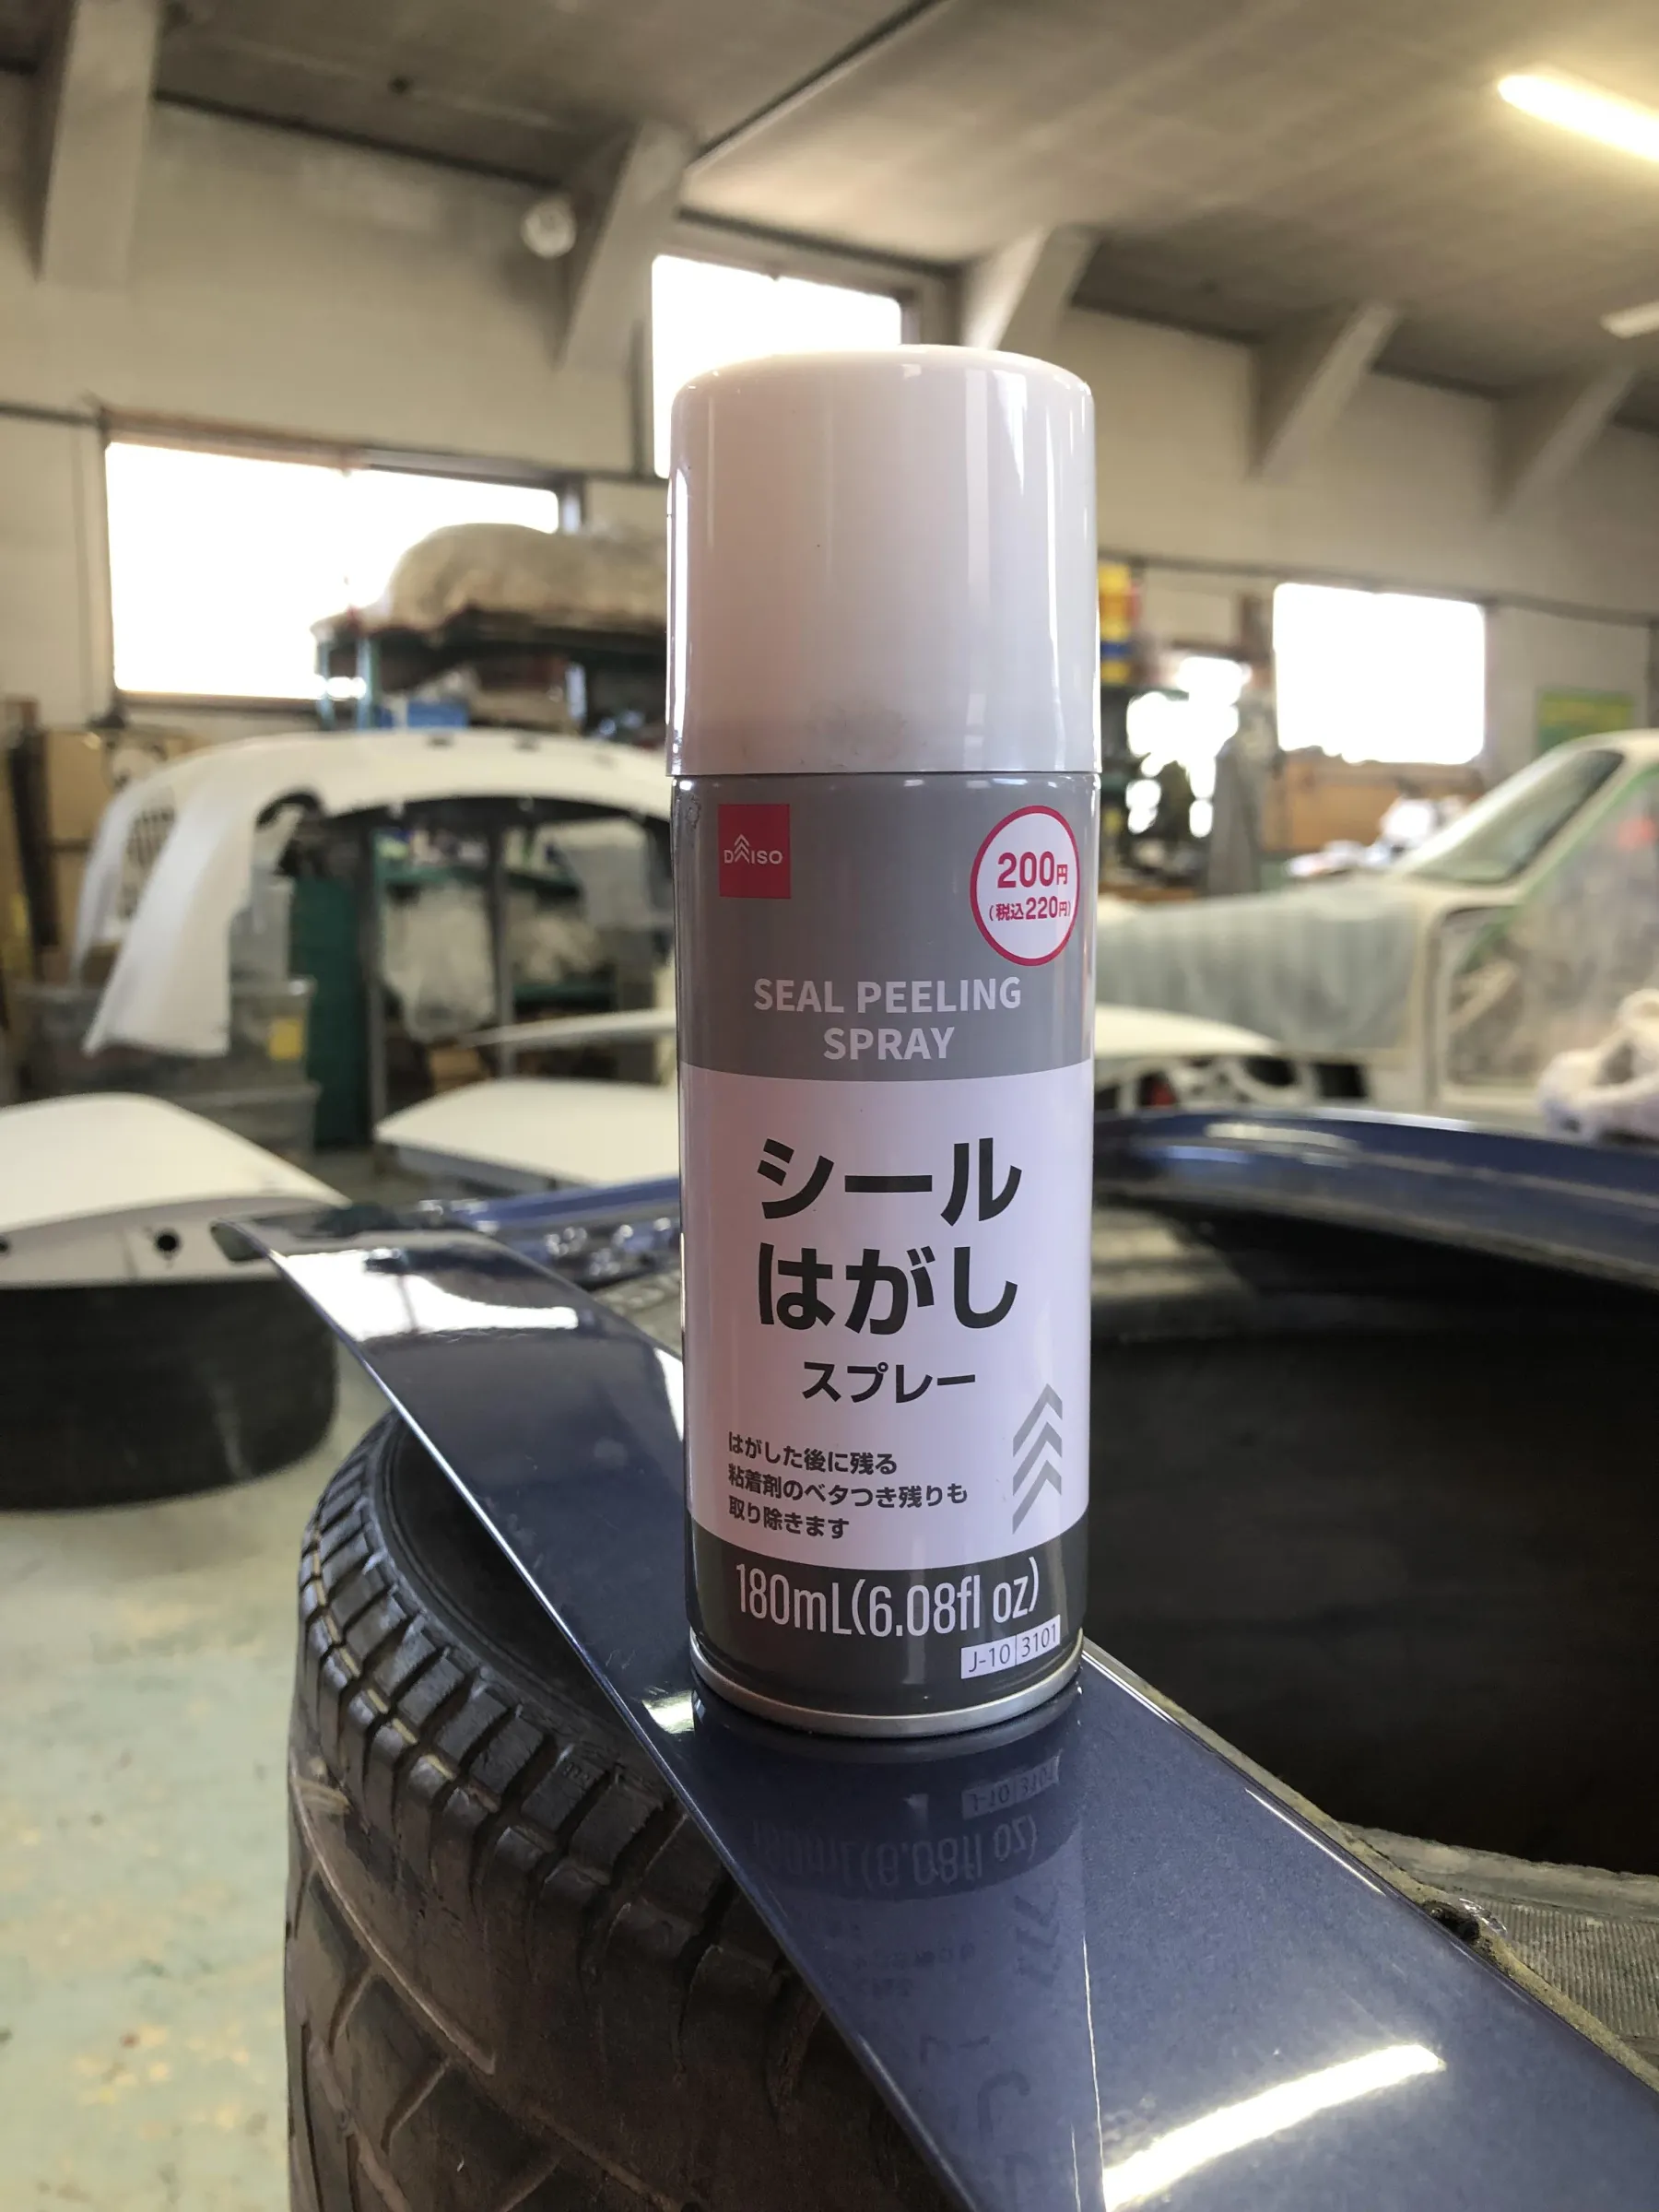 DAISO
200円
(税込220円)
SEAL PEELING
SPRAY
シール
はがし
スプレー
はがした後に残る
粘着剤のベタつき残りも
取り除きます
180mL(6.08fl oz)
J-10 3101